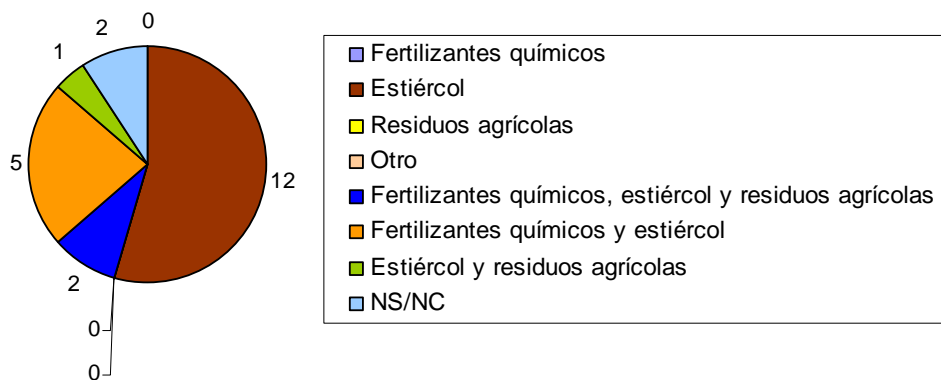 0
2
1
5
12
2
0
0
Fertilizantes químicos
Estiércol
Residuos agrícolas
Otro
Fertilizantes químicos, estiércol y residuos agrícolas
Fertilizantes químicos y estiércol
Estiércol y residuos agrícolas
NS/NC